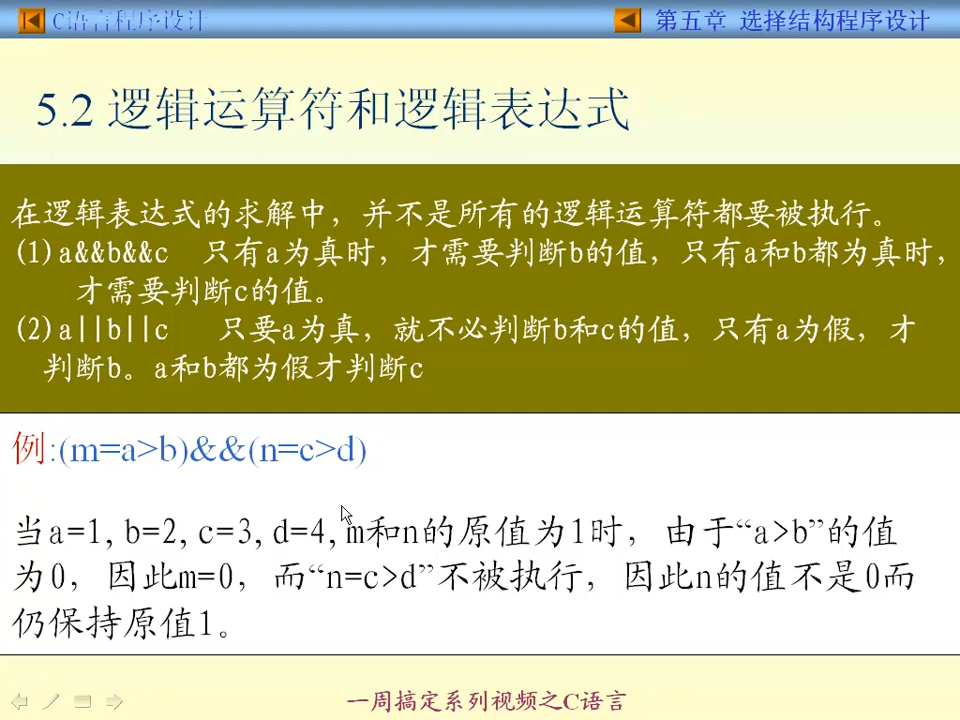 C语言程序设计
第五章 选择结构程序设计
5.2 逻辑运算符和逻辑表达式
在逻辑表达式的求解中，并不是所有的逻辑运算符都要被执行。
(1)a&&b&&c 只有a为真时，才需要判断b的值，只有a和b都为真时，
才需要判断c的值。
(2)a||b||c 只要a为真，就不必判断b和c的值，只有a为假，才
判断b。a和b都为假才判断c
例:(m=a>b)&&(n=c>d)
当a=1,b=2,c=3,d=4,m和n的原值为1时，由于“a>b”的值
为0，因此m=0，而“n=c>d”不被执行，因此n的值不是0而
仍保持原值1。
一周搞定系列视频之C语言